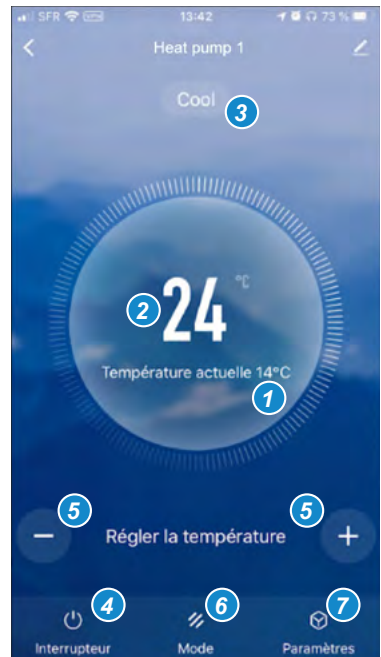 SFR VPN 13:42 73 %
Heat pump 1
Cool
3
2 24 °C
Température actuelle 14°C
1
5 5
− Régler la température +
4 6 7
Interrupteur Mode Paramètres